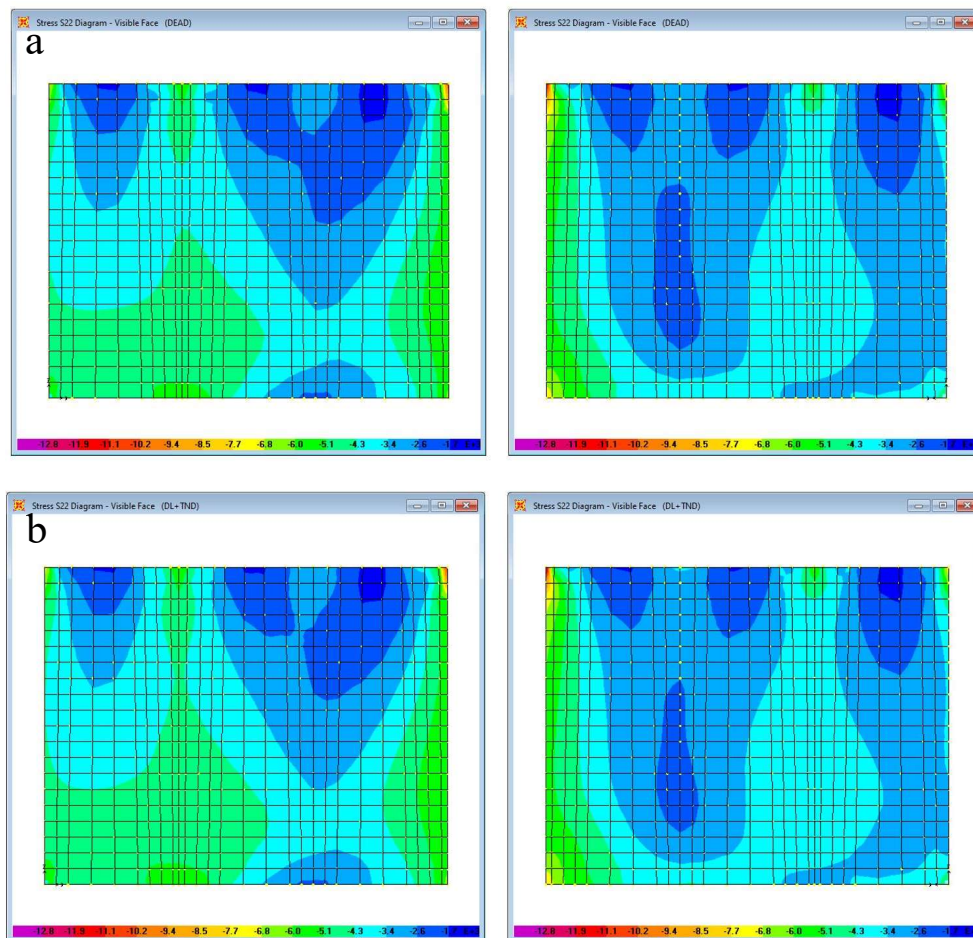 Stress S22 Diagram - Visible Face (DEAD)
Stress S22 Diagram - Visible Face (DEAD)
a
-12.8 -11.9 -11.1 -10.2 -9.4 -8.5 -7.7 -6.8 -6.0 -5.1 -4.3 -3.4 -2.6
-12.8 -11.9 -11.1 -10.2 -9.4 -8.5 -7.7 -6.8 -6.0 -5.1 -4.3 -3.4 -2.6
Stress S22 Diagram - Visible Face (DL+TND)
Stress S22 Diagram - Visible Face (DL+TND)
b
-12.8 -11.9 -11.1 -10.2 -9.4 -8.5 -7.7 -6.8 -6.0 -5.1 -4.3 -3.4 -2.6
-12.8 -11.9 -11.1 -10.2 -9.4 -8.5 -7.7 -6.8 -6.0 -5.1 -4.3 -3.4 -2.6